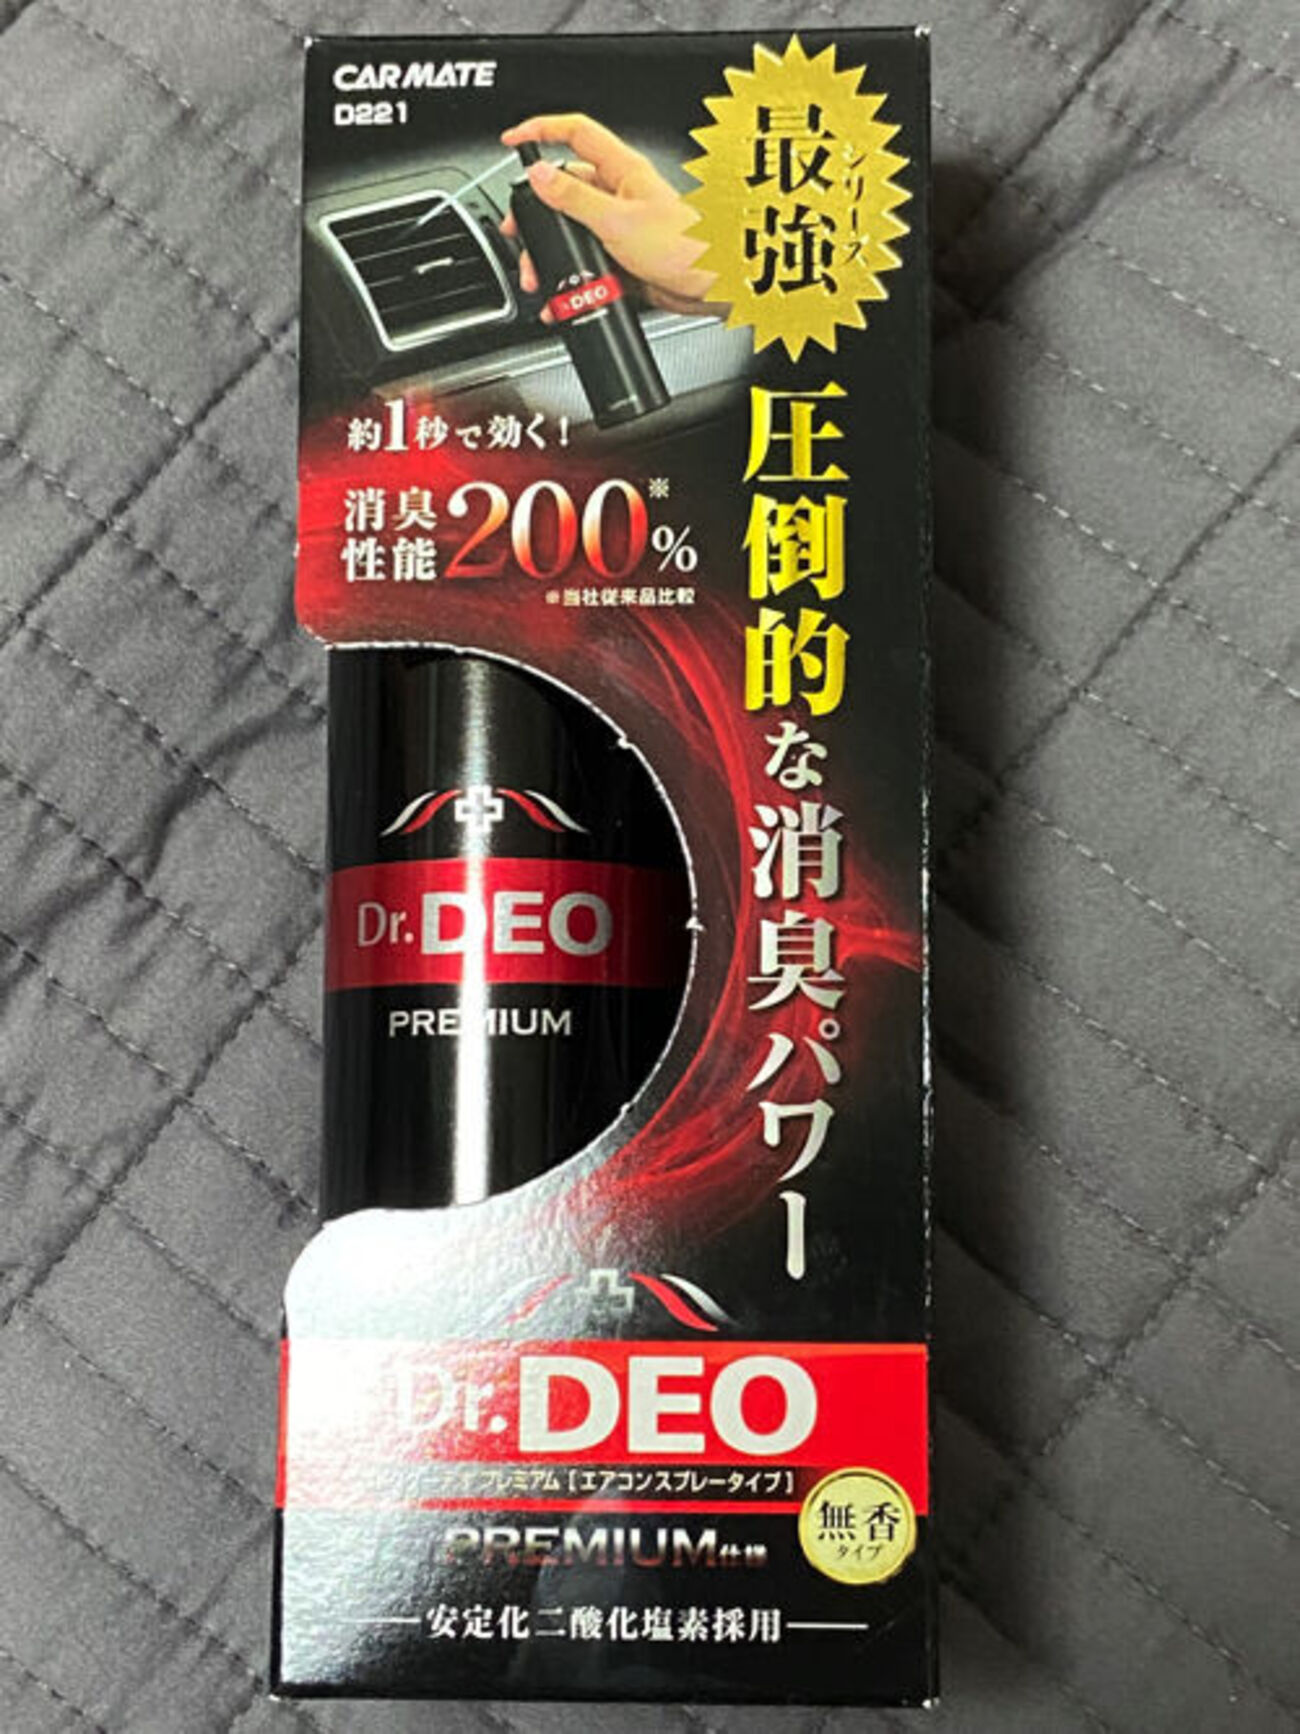 CARMATE
D221
最強
シリーズ
DEO
約1秒で効く!
消臭
性能200※%
※当社従来品比較
圧倒的な消臭パワー
Dr.DEO
PREMIUM
Dr.DEO
プレミアム[エアコンスプレータイプ]
PREMIUM仕様
無香
タイプ
安定化二酸化塩素採用